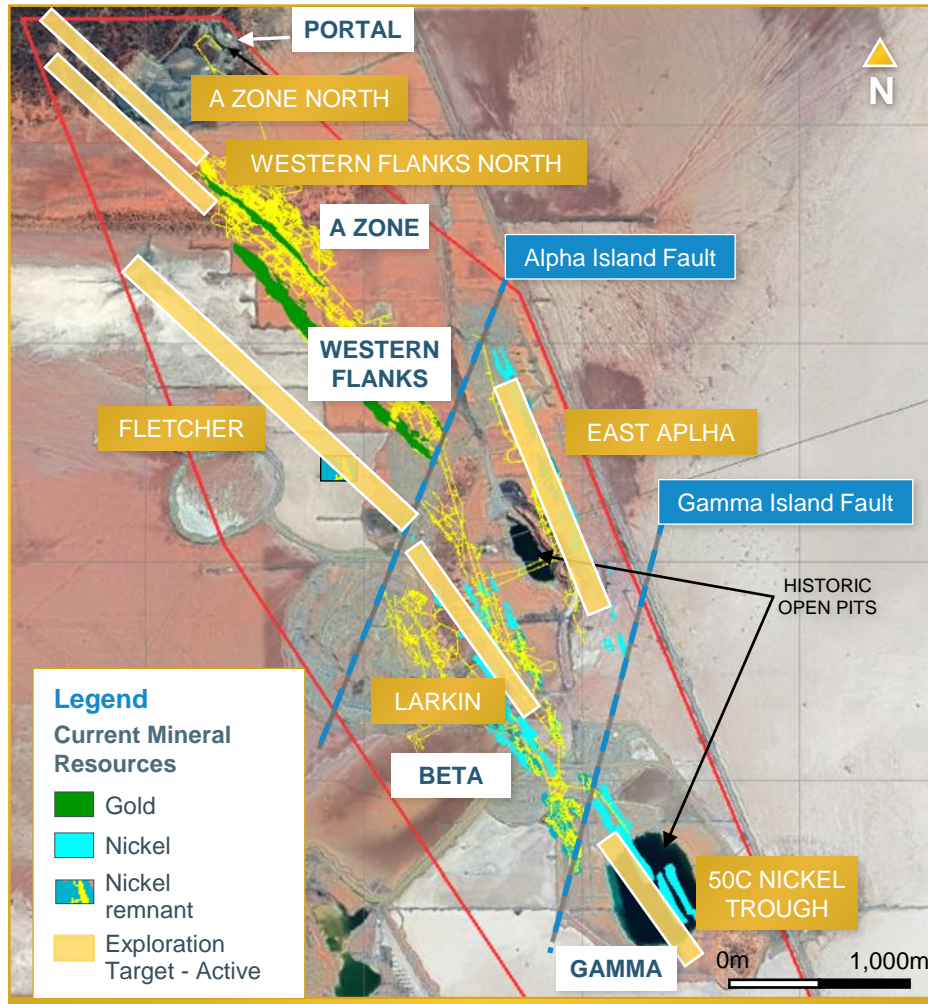 PORTAL
N
A ZONE NORTH
WESTERN FLANKS NORTH
A ZONE
Alpha Island Fault
WESTERN
FLANKS
FLETCHER
EAST APLHA
Gamma Island Fault
HISTORIC
OPEN PITS
LARKIN
BETA
50C NICKEL
TROUGH
GAMMA
0m 1,000m
Legend
Current Mineral
Resources
Gold
Nickel
Nickel
remnant
Exploration
Target - Active